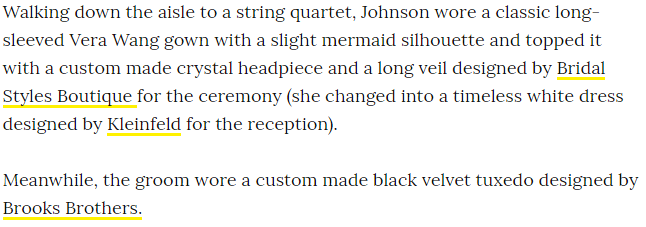 Walking down the aisle to a string quartet, Johnson wore a classic long-
sleeved Vera Wang gown with a slight mermaid silhouette and topped it
with a custom made crystal headpiece and a long veil designed by Bridal
Styles Boutique for the ceremony (she changed into a timeless white dress
designed by Kleinfeld for the reception).
Meanwhile, the groom wore a custom made black velvet tuxedo designed by
Brooks Brothers.